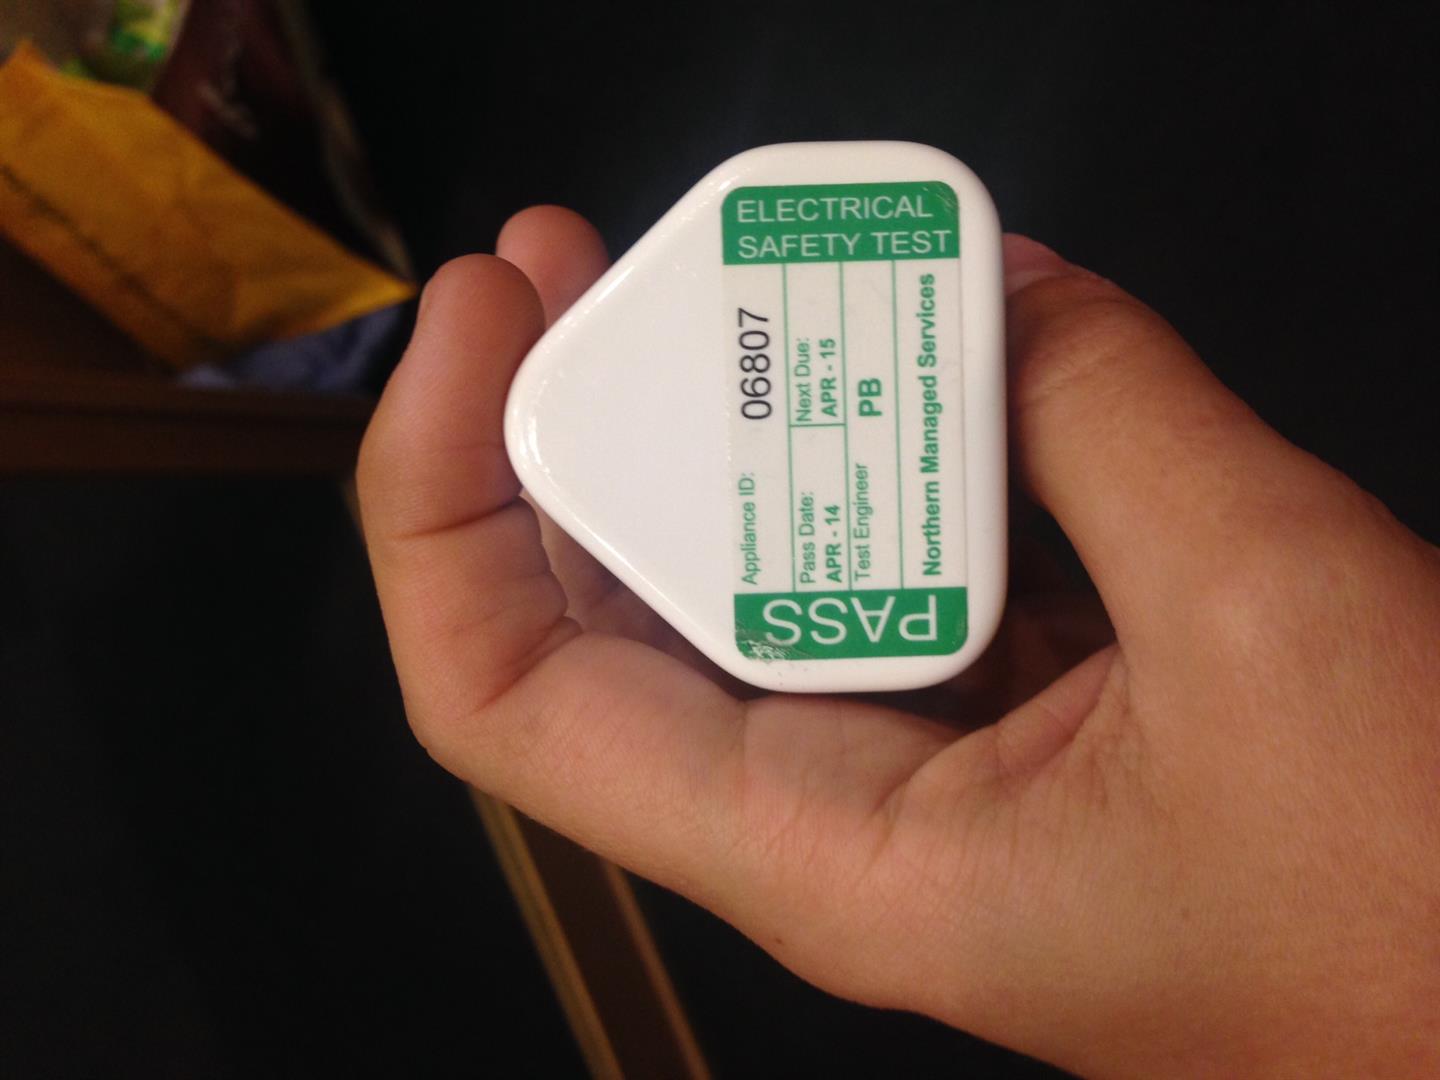 ELECTRICAL
SAFETY TEST
Appliance ID: 06807
Pass Date: Next Due:
APR - 14 APR - 15
Test Engineer PB
Northern Managed Services
PASS